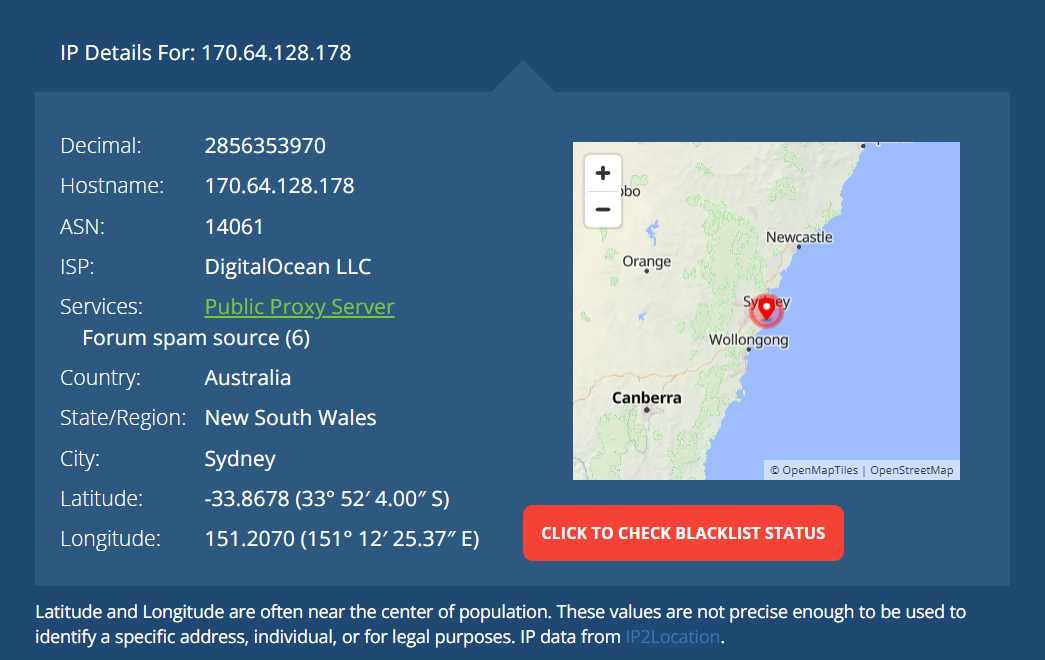 IP Details For: 170.64.128.178
Decimal: 2856353970
Hostname: 170.64.128.178
ASN: 14061
ISP: DigitalOcean LLC
Services: Public Proxy Server
Forum spam source (6)
Country: Australia
State/Region: New South Wales
City: Sydney
Latitude: -33.8678 (33° 52′ 4.00″ S)
Longitude: 151.2070 (151° 12′ 25.37″ E)
+
−
bbo
Newcastle
Orange
Sydney
Wollongong
Canberra
© OpenMapTiles | OpenStreetMap
CLICK TO CHECK BLACKLIST STATUS
Latitude and Longitude are often near the center of population. These values are not precise enough to be used to
identify a specific address, individual, or for legal purposes. IP data from IP2Location.